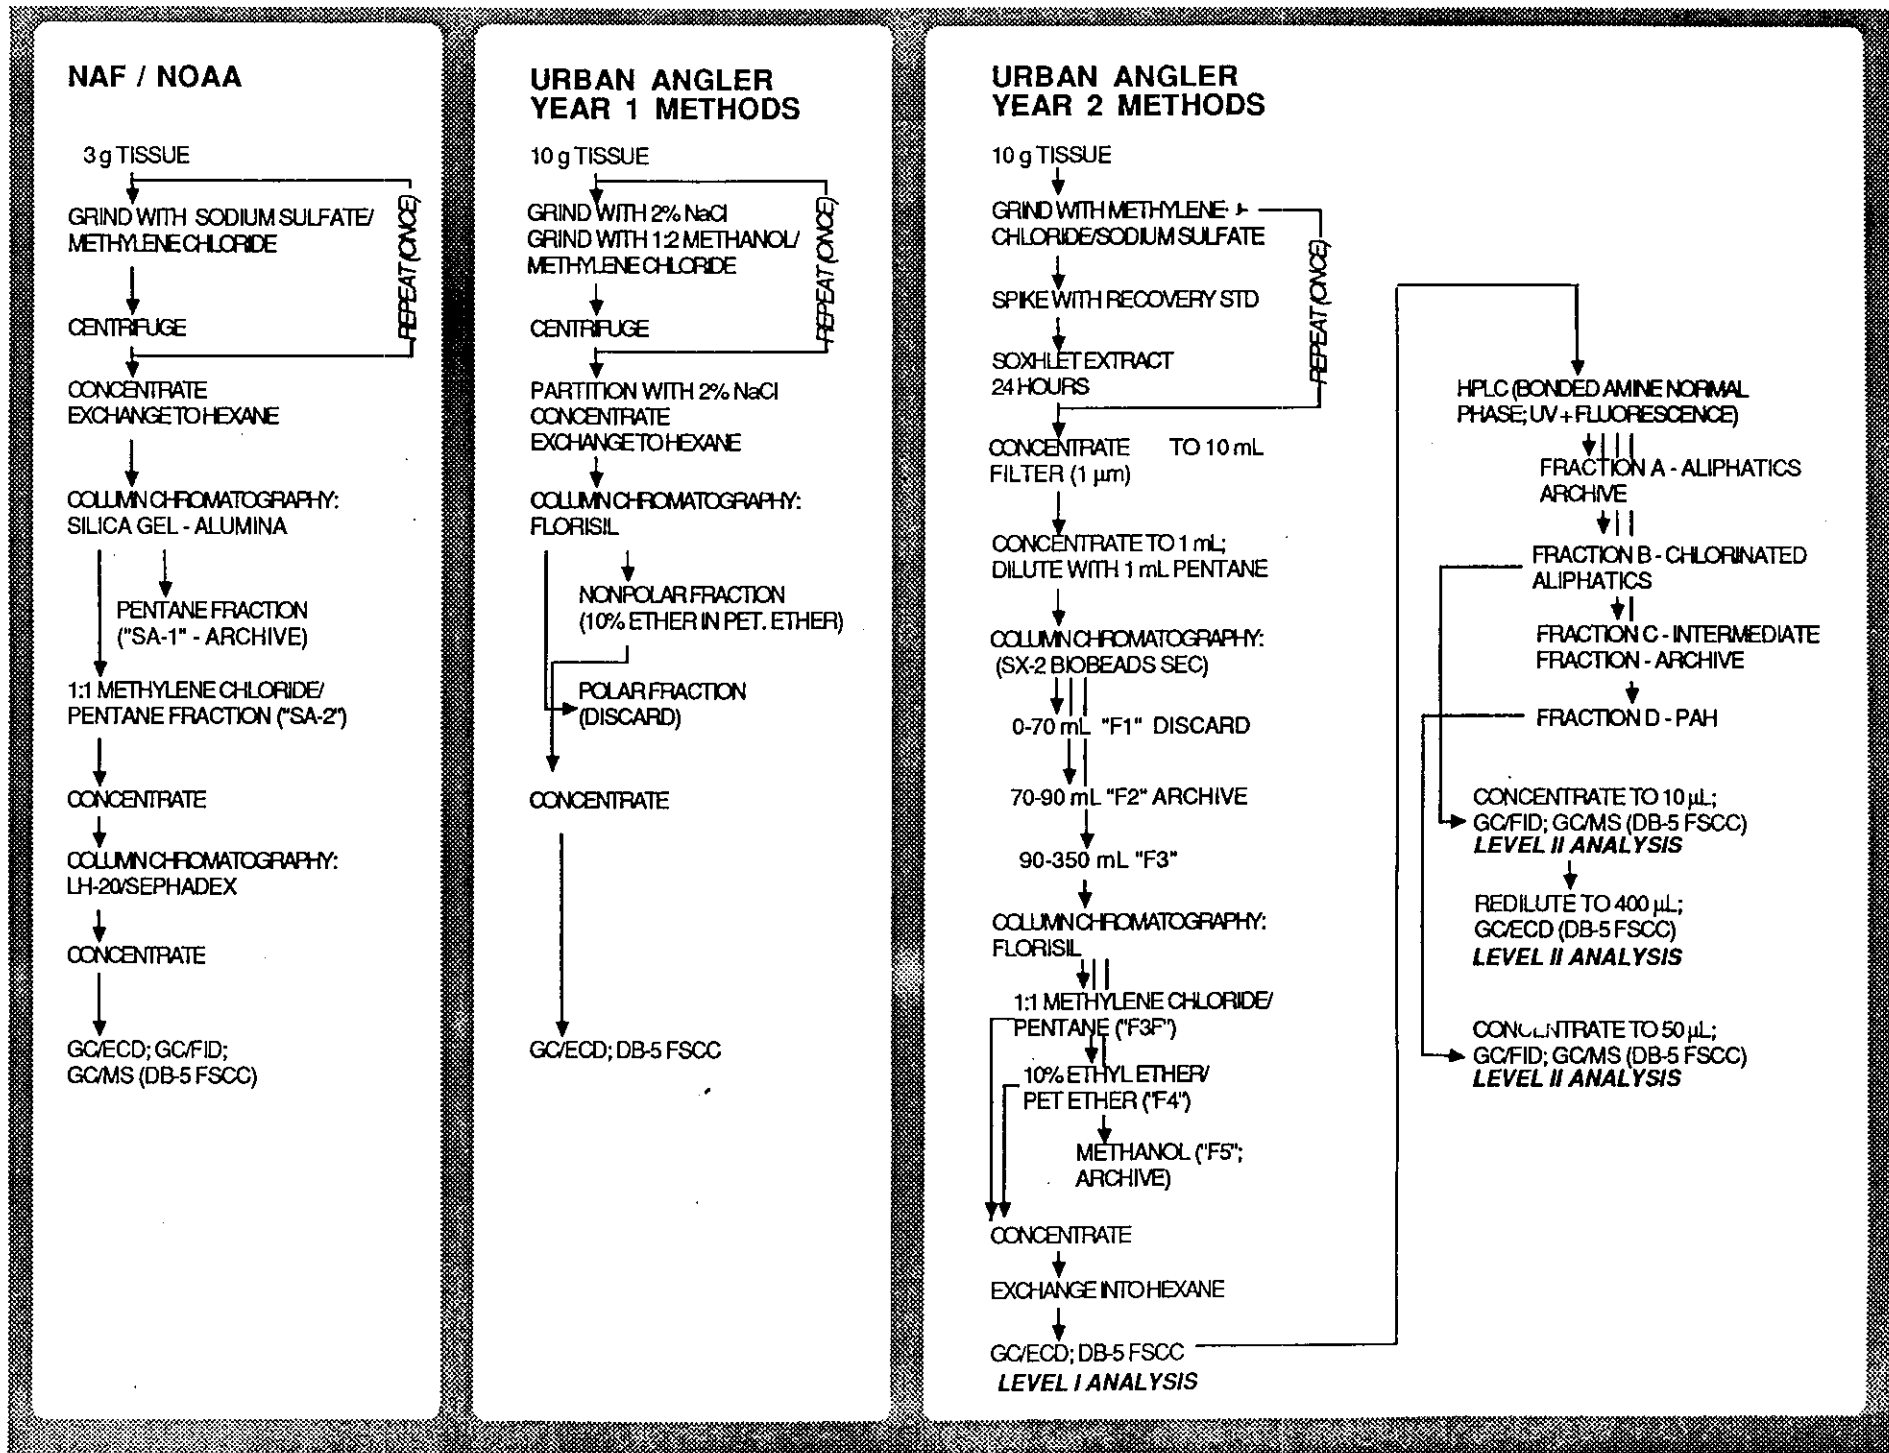 NAF / NOAA
3 g TISSUE
GRIND WITH SODIUM SULFATE/
METHYLENE CHLORIDE
REPEAT (ONCE)
CENTRIFUGE
CONCENTRATE
EXCHANGE TO HEXANE
COLUMN CHROMATOGRAPHY:
SILICA GEL - ALUMINA
PENTANE FRACTION
("SA-1" - ARCHIVE)
1:1 METHYLENE CHLORIDE/
PENTANE FRACTION ("SA-2")
CONCENTRATE
COLUMN CHROMATOGRAPHY:
LH-20/SEPHADEX
CONCENTRATE
GC/ECD; GC/FID;
GC/MS (DB-5 FSCC)
URBAN ANGLER
YEAR 1 METHODS
10 g TISSUE
GRIND WITH 2% NaCl
GRIND WITH 1:2 METHANOL/
METHYLENE CHLORIDE
REPEAT (ONCE)
CENTRIFUGE
PARTITION WITH 2% NaCl
CONCENTRATE
EXCHANGE TO HEXANE
COLUMN CHROMATOGRAPHY:
FLORISIL
NONPOLAR FRACTION
(10% ETHER IN PET. ETHER)
POLAR FRACTION
(DISCARD)
CONCENTRATE
GC/ECD; DB-5 FSCC
URBAN ANGLER
YEAR 2 METHODS
10 g TISSUE
GRIND WITH METHYLENE
CHLORIDE/SODIUM SULFATE
REPEAT (ONCE)
SPIKE WITH RECOVERY STD
SOXHLET EXTRACT
24 HOURS
CONCENTRATE TO 10 mL
FILTER (1 µm)
CONCENTRATE TO 1 mL;
DILUTE WITH 1 mL PENTANE
COLUMN CHROMATOGRAPHY:
(SX-2 BIOBEADS SEC)
0-70 mL "F1" DISCARD
70-90 mL "F2" ARCHIVE
90-350 mL "F3"
COLUMN CHROMATOGRAPHY:
FLORISIL
1:1 METHYLENE CHLORIDE/
PENTANE ("F3F")
10% ETHYL ETHER/
PET ETHER ("F4")
METHANOL ("F5";
ARCHIVE)
CONCENTRATE
EXCHANGE INTO HEXANE
GC/ECD; DB-5 FSCC
LEVEL I ANALYSIS
HPLC (BONDED AMINE NORMAL
PHASE; UV + FLUORESCENCE)
FRACTION A - ALIPHATICS
ARCHIVE
FRACTION B - CHLORINATED
ALIPHATICS
FRACTION C - INTERMEDIATE
FRACTION - ARCHIVE
FRACTION D - PAH
CONCENTRATE TO 10 µL;
GC/FID; GC/MS (DB-5 FSCC)
LEVEL II ANALYSIS
REDILUTE TO 400 µL;
GC/ECD (DB-5 FSCC)
LEVEL II ANALYSIS
CONCENTRATE TO 50 µL;
GC/FID; GC/MS (DB-5 FSCC)
LEVEL II ANALYSIS